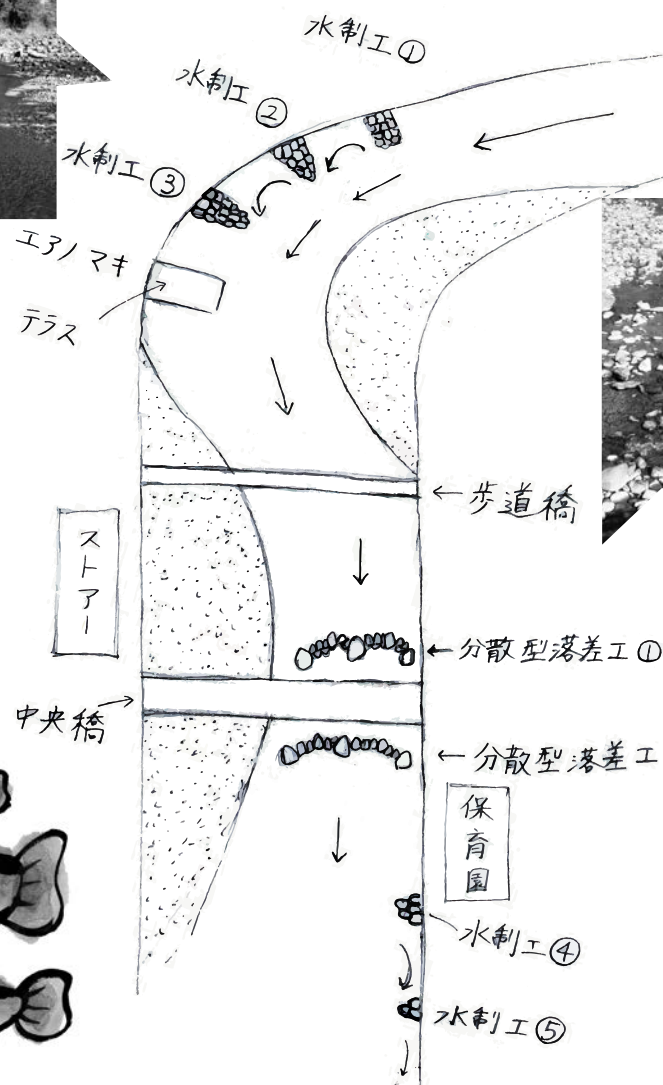 水制工①
水制工②
水制工③
エアノマキ
テラス
←歩道橋
ストアー
←分散型落差工①
中央橋
←分散型落差工
保育園
水制工④
水制工⑤